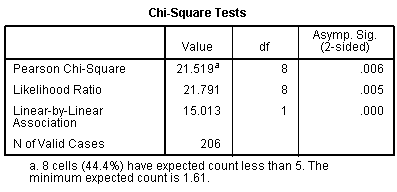 Chi-Square Tests
Value df Asymp. Sig. (2-sided)
Pearson Chi-Square 21.519a 8 .006
Likelihood Ratio 21.791 8 .005
Linear-by-Linear Association 15.013 1 .000
N of Valid Cases 206
a. 8 cells (44.4%) have expected count less than 5. The
minimum expected count is 1.61.